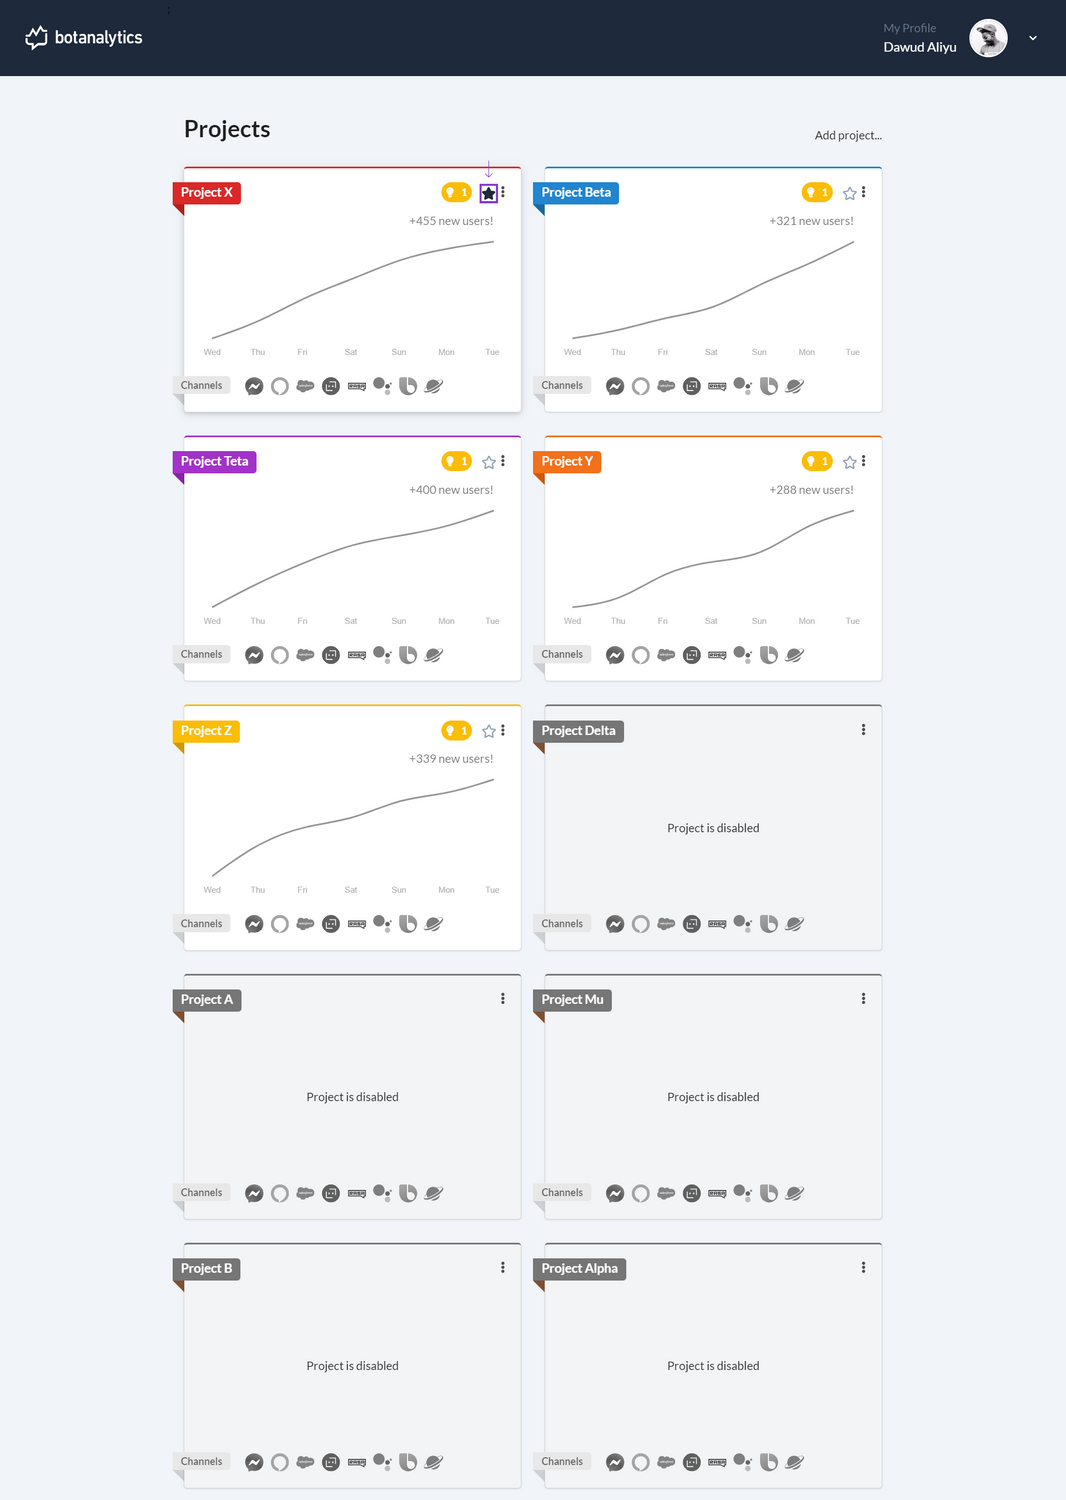 botanalytics
My Profile
Dawud Aliyu
Projects
Add project...
Project X
1
+455 new users!
Wed Thu Fri Sat Sun Mon Tue
Channels
Project Beta
1
+321 new users!
Wed Thu Fri Sat Sun Mon Tue
Channels
Project Teta
1
+400 new users!
Wed Thu Fri Sat Sun Mon Tue
Channels
Project Y
1
+288 new users!
Wed Thu Fri Sat Sun Mon Tue
Channels
Project Z
1
+339 new users!
Wed Thu Fri Sat Sun Mon Tue
Channels
Project Delta
Project is disabled
Channels
Project A
Project is disabled
Channels
Project Mu
Project is disabled
Channels
Project B
Project is disabled
Channels
Project Alpha
Project is disabled
Channels